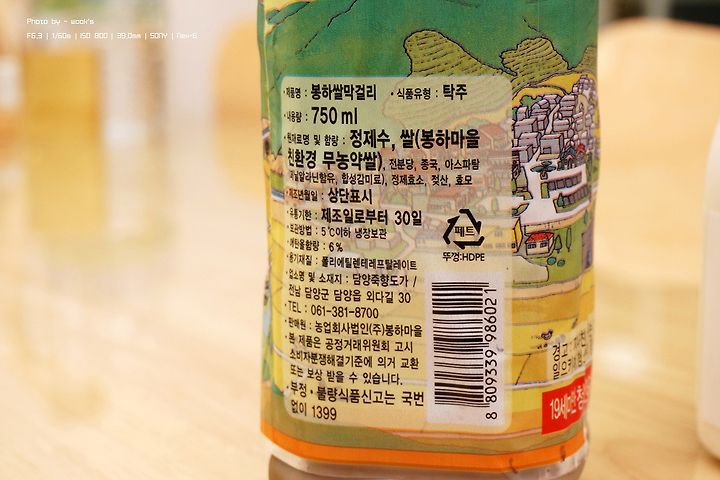 Photo by - wook's
F6.3 | 1/60s | ISO 800 | 39.0mm | SONY | Nex-6
•제품명 : 봉하쌀막걸리 •식품유형 : 탁주
•내용량 : 750 ml
•원재료명 및 함량 : 정제수, 쌀(봉하마을
친환경 무농약쌀), 전분당, 종국, 아스파탐
(페닐알라닌함유, 합성감미료), 정제효소, 젖산, 효모
•제조년월일 : 상단표시
•유통기한 : 제조일로부터 30일
•보관방법 : 5℃이하 냉장보관
•에탄올함량 : 6%
•용기재질 : 폴리에틸렌테레프탈레이트
•업소명 및 소재지 : 담양죽향도가 /
전남 담양군 담양읍 외다길 30
•TEL : 061-381-8700
•판매원 : 농업회사법인(주)봉하마을
•본 제품은 공정거래위원회 고시
소비자분쟁해결기준에 의거 교환
또는 보상 받을 수 있습니다.
•부정•불량식품신고는 국번
없이 1399
페트
뚜껑:HDPE
8 809339 986021
경고 :
19세미만 청